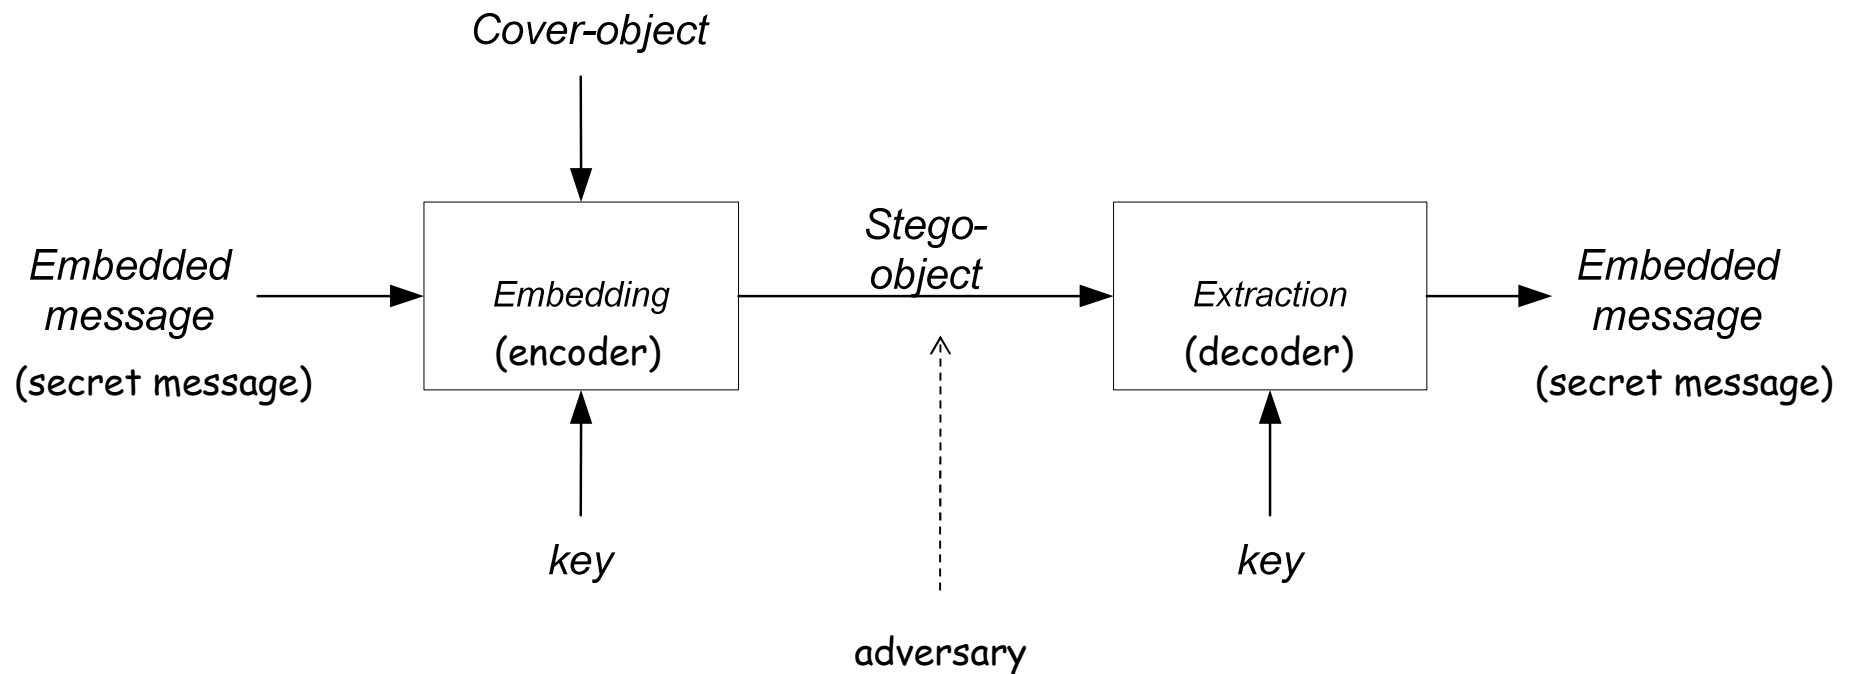 Cover-object
Embedded
message
(secret message)
Embedding
(encoder)
Stego-
object
Extraction
(decoder)
Embedded
message
(secret message)
key
key
adversary